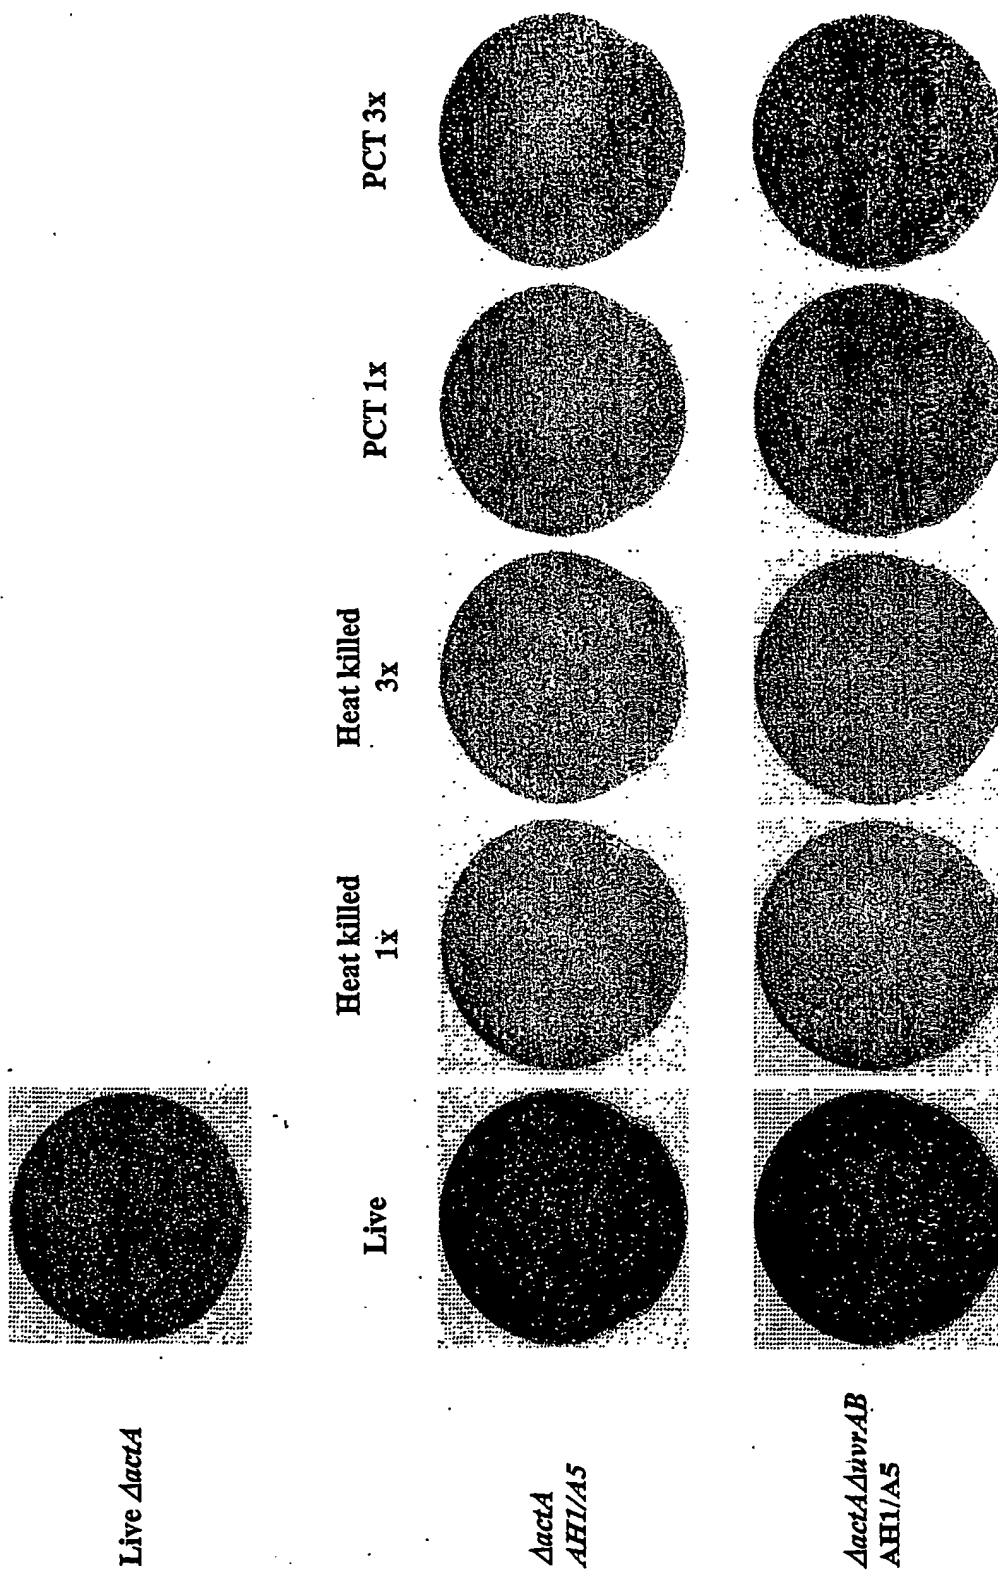 Live ΔactA
Live
Heat killed
1x
Heat killed
3x
PCT 1x
PCT 3x
ΔactA
AH1/A5
ΔactAΔuvrAB
AH1/A5